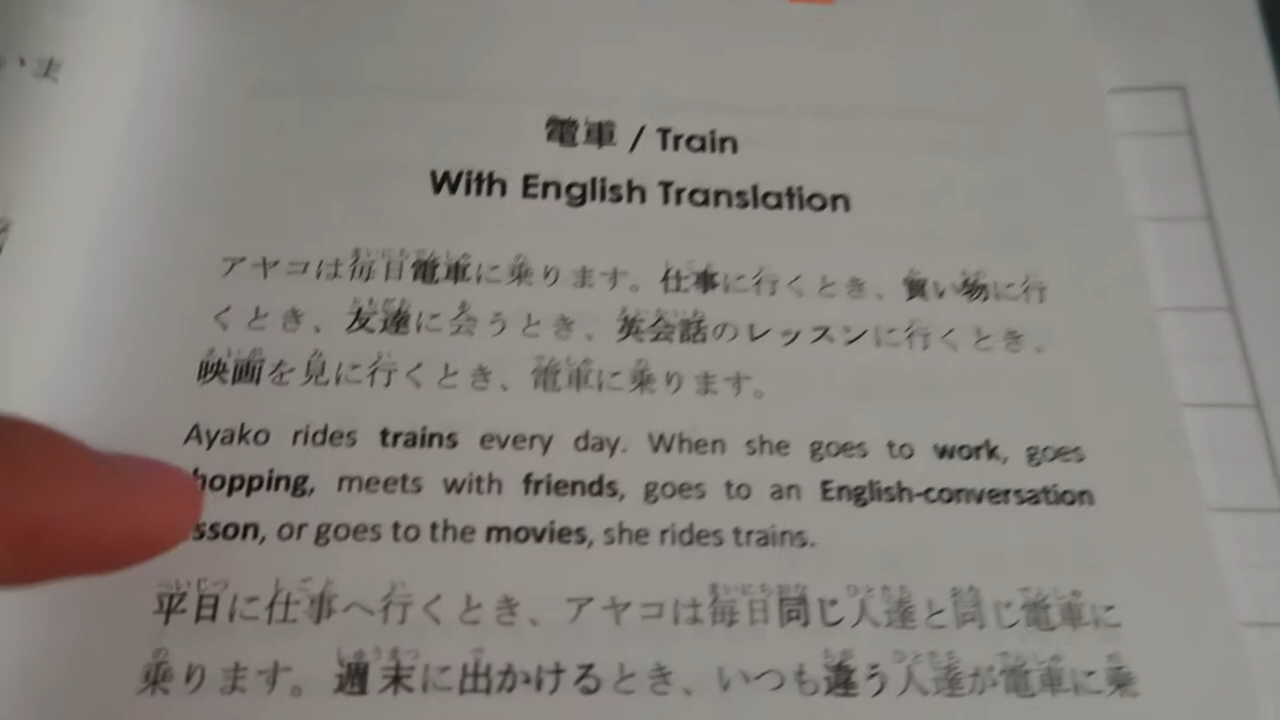 いま
電車 / Train
With English Translation
アヤコは毎日電車に乗ります。仕事に行くとき、買い物に行
くとき、友達に会うとき、英会話のレッスンに行くとき、
映画を見に行くとき、電車に乗ります。
Ayako rides trains every day. When she goes to work, goes
hopping, meets with friends, goes to an English-conversation
sson, or goes to the movies, she rides trains.
平日に仕事へ行くとき、アヤコは毎日同じ人達と同じ電車に
乗ります。週末に出かけるとき、いつも違う人達が電車に乗